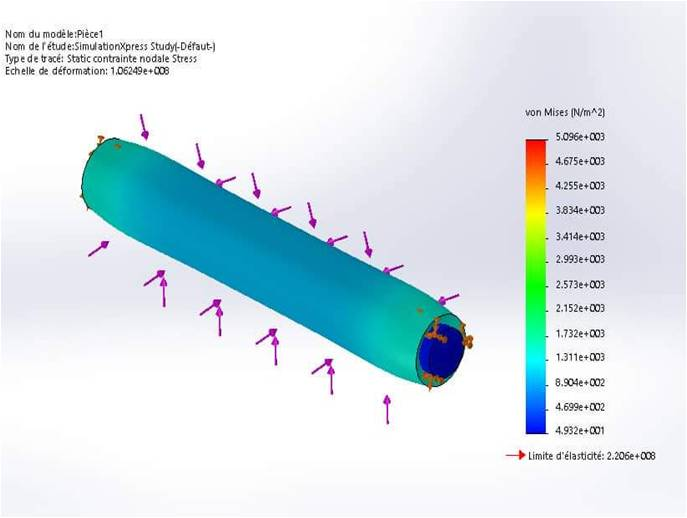 Nom du modèle:Pièce1
Nom de l'étude:SimulationXpress Study(-Défaut-)
Type de tracé: Static contrainte nodale Stress
Echelle de déformation: 1.06249e+008
von Mises (N/m^2)
5.096e+003
4.675e+003
4.255e+003
3.834e+003
3.414e+003
2.993e+003
2.573e+003
2.152e+003
1.732e+003
1.311e+003
8.904e+002
4.699e+002
4.932e+001
Limite d'élasticité: 2.206e+008